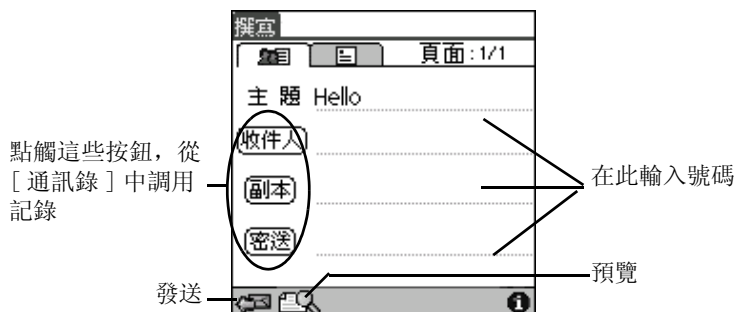 撰寫
頁面:1/1
主題 Hello
收件人
副本
密送
點觸這些按鈕，從
[ 通訊錄 ] 中調用
記錄
在此輸入號碼
預覽
發送